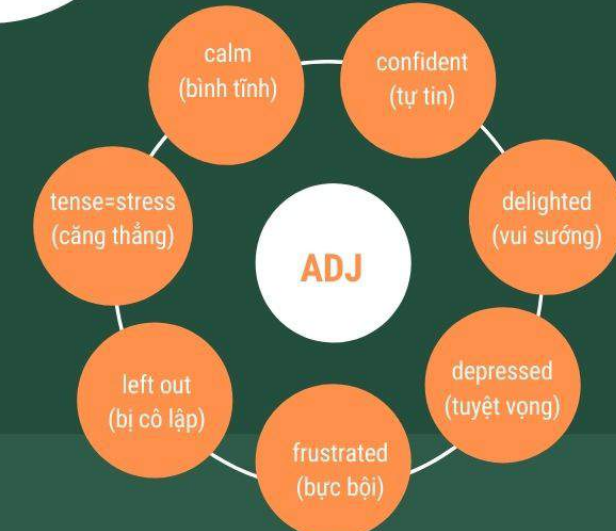 calm
(bình tĩnh)
confident
(tự tin)
tense=stress
(căng thẳng)
delighted
(vui sướng)
ADJ
left out
(bị cô lập)
depressed
(tuyệt vọng)
frustrated
(bực bội)